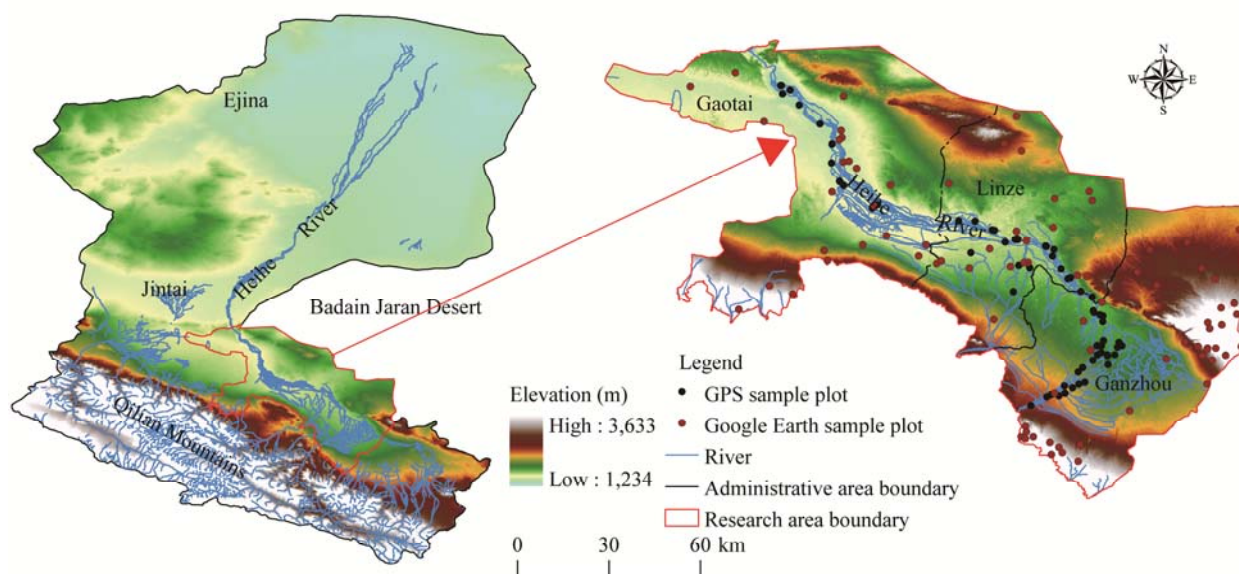 Ejina
River
Heihe
Jintai
Badain Jaran Desert
Qilian Mountains
N
W E
S
Gaotai
Linze
Heihe
River
Ganzhou
Elevation (m)
High : 3,633
Low : 1,234
Legend
GPS sample plot
Google Earth sample plot
River
Administrative area boundary
Research area boundary
0 30 60 km